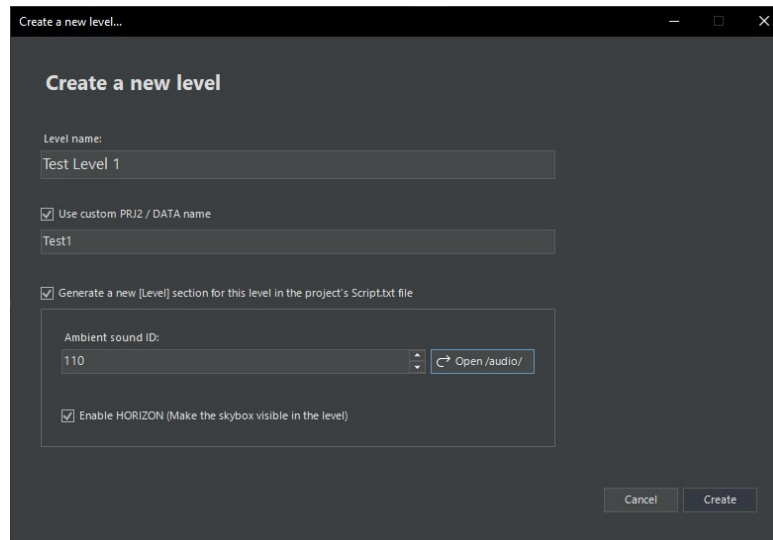 Create a new level...
Create a new level
Level name:
Test Level 1
Use custom PRJ2 / DATA name
Test1
Generate a new [Level] section for this level in the project's Script.txt file
Ambient sound ID:
110
Open /audio/
Enable HORIZON (Make the skybox visible in the level)
Cancel Create